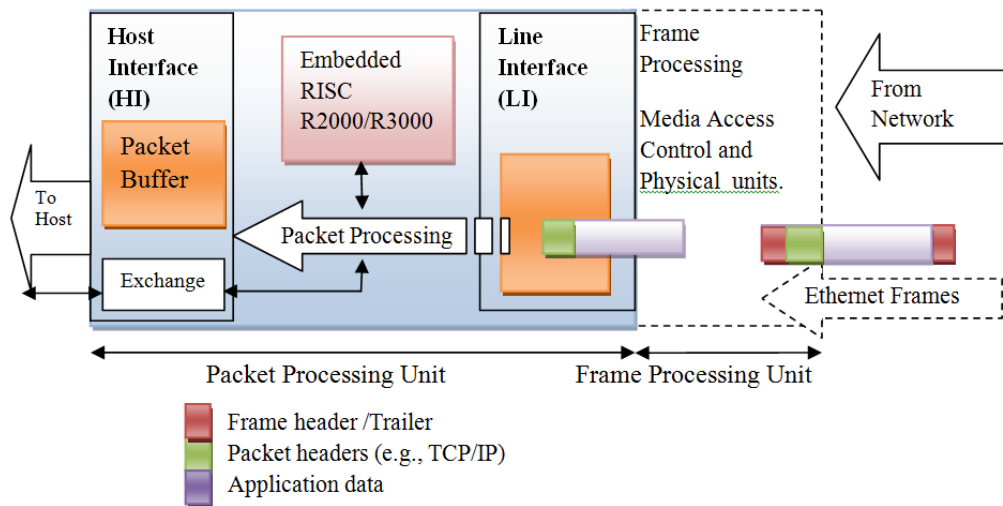 Host
Interface
(HI)
Packet
Buffer
Exchange
To
Host
Embedded
RISC
R2000/R3000
Packet Processing
Line
Interface
(LI)
Frame
Processing
Media Access
Control and
Physical units.
From
Network
Ethernet Frames
Packet Processing Unit
Frame Processing Unit
Frame header /Trailer
Packet headers (e.g., TCP/IP)
Application data